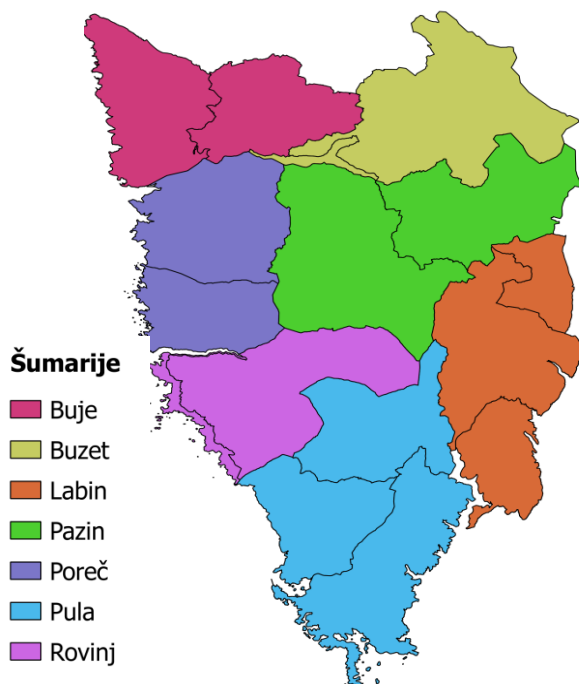 Šumarije
Buje
Buzet
Labin
Pazin
Poreč
Pula
Rovinj